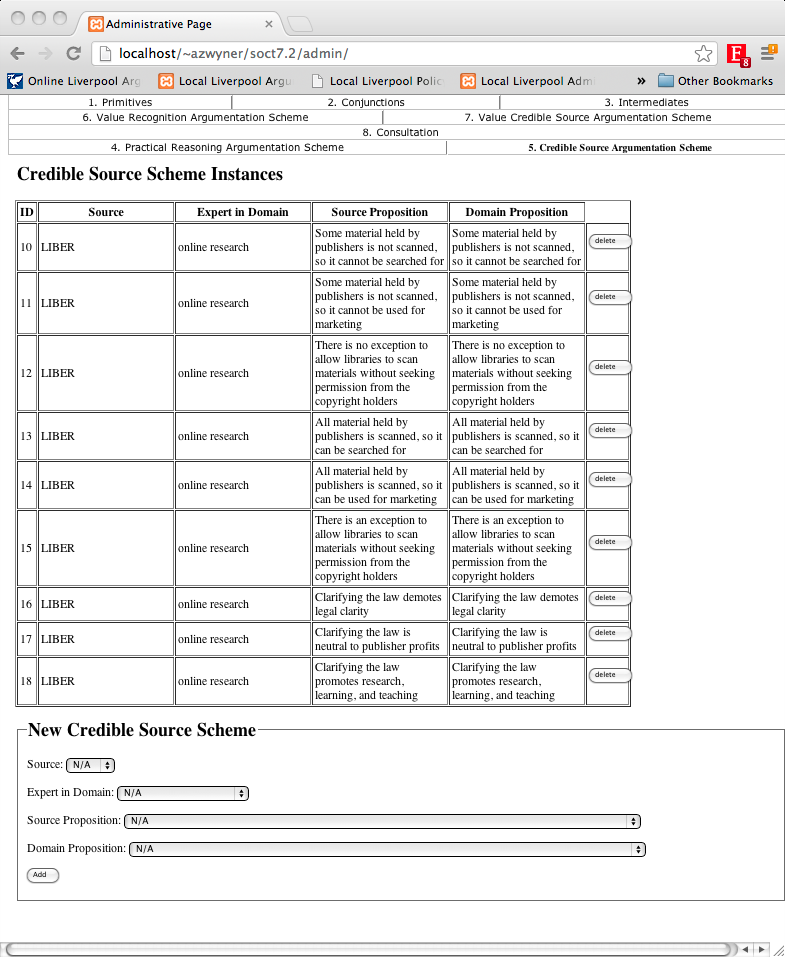 Administrative Page
localhost/~azwyner/soct7.2/admin/
8
Online Liverpool Arg Local Liverpool Argu Local Liverpool Polic Local Liverpool Adm » Other Bookmarks
1. Primitives 2. Conjunctions 3. Intermediates
6. Value Recognition Argumentation Scheme 7. Value Credible Source Argumentation Scheme
8. Consultation
4. Practical Reasoning Argumentation Scheme 5. Credible Source Argumentation Scheme
Credible Source Scheme Instances
ID Source Expert in Domain Source Proposition Domain Proposition
10 LIBER online research Some material held by publishers is not scanned, so it cannot be searched for Some material held by publishers is not scanned, so it cannot be searched for delete
11 LIBER online research Some material held by publishers is not scanned, so it cannot be used for marketing Some material held by publishers is not scanned, so it cannot be used for marketing delete
12 LIBER online research There is no exception to allow libraries to scan materials without seeking permission from the copyright holders There is no exception to allow libraries to scan materials without seeking permission from the copyright holders delete
13 LIBER online research All material held by publishers is scanned, so it can be searched for All material held by publishers is scanned, so it can be searched for delete
14 LIBER online research All material held by publishers is scanned, so it can be used for marketing All material held by publishers is scanned, so it can be used for marketing delete
15 LIBER online research There is an exception to allow libraries to scan materials without seeking permission from the copyright holders There is an exception to allow libraries to scan materials without seeking permission from the copyright holders delete
16 LIBER online research Clarifying the law demotes legal clarity Clarifying the law demotes legal clarity delete
17 LIBER online research Clarifying the law is neutral to publisher profits Clarifying the law is neutral to publisher profits delete
18 LIBER online research Clarifying the law promotes research, learning, and teaching Clarifying the law promotes research, learning, and teaching delete
New Credible Source Scheme
Source: N/A
Expert in Domain: N/A
Source Proposition: N/A
Domain Proposition: N/A
Add